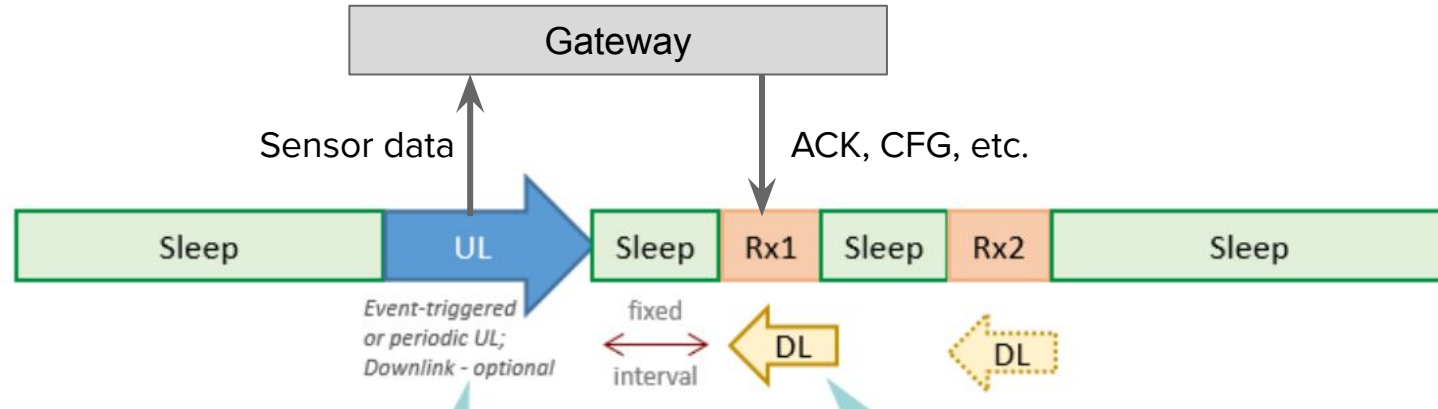 Gateway
Sensor data
ACK, CFG, etc.
Sleep
UL
Sleep
Rx1
Sleep
Rx2
Sleep
Event-triggered
or periodic UL;
Downlink - optional
fixed
interval
DL
DL